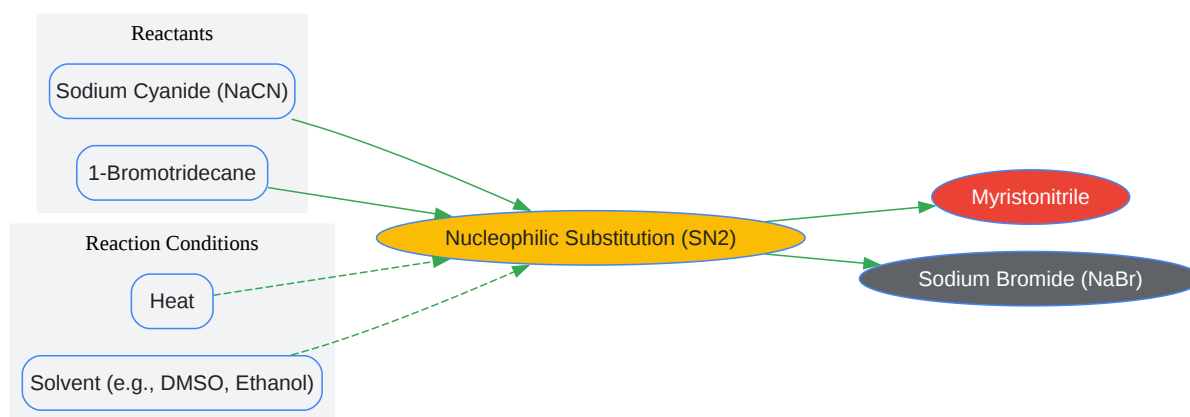 Reactants
Sodium Cyanide (NaCN)
1-Bromotridecane
Reaction Conditions
Heat
Solvent (e.g., DMSO, Ethanol)
Nucleophilic Substitution (SN2)
Myristonitrile
Sodium Bromide (NaBr)